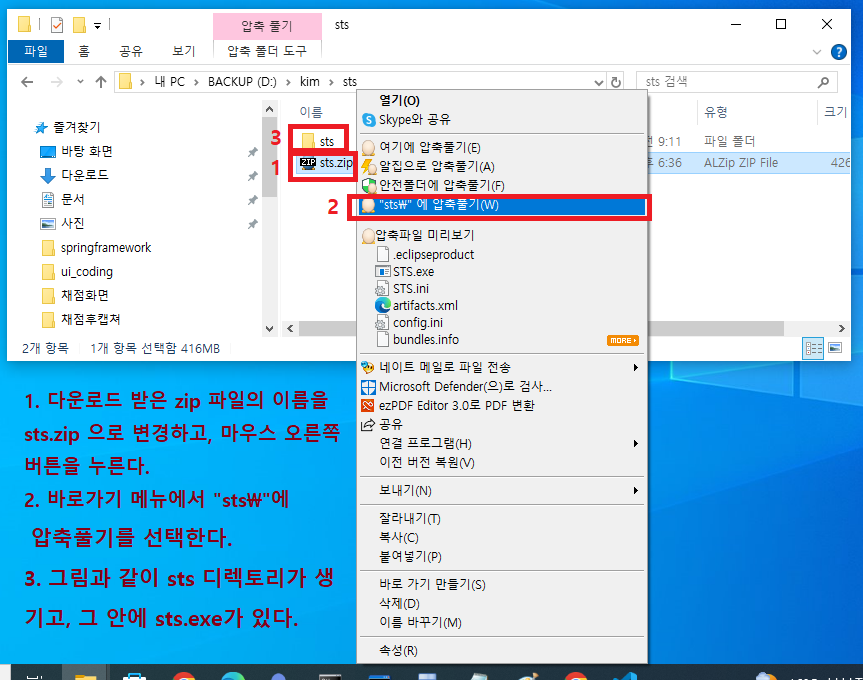 압축 풀기
sts
파일
홈
공유
보기
압축 폴더 도구
내 PC
BACKUP (D:)
kim
sts
sts 검색
이름
유형
크기
즐겨찾기
바탕 화면
다운로드
문서
사진
springframework
ui_coding
채점화면
채점후캡쳐
3
sts
9:11
파일 폴더
1
ZIP
sts.zip
6:36
ALZip ZIP File
426
2
열기(O)
Skype와 공유
여기에 압축풀기(E)
알집으로 압축풀기(A)
안전폴더에 압축풀기(F)
"sts₩" 에 압축풀기(W)
압축파일 미리보기
.eclipseproduct
STS.exe
STS.ini
artifacts.xml
config.ini
bundles.info
MORE
네이트 메일로 파일 전송
Microsoft Defender(으)로 검사...
ezPDF Editor 3.0로 PDF 변환
공유
연결 프로그램(H)
이전 버전 복원(V)
보내기(N)
잘라내기(T)
복사(C)
붙여넣기(P)
바로 가기 만들기(S)
삭제(D)
이름 바꾸기(M)
속성(R)
2개 항목
1개 항목 선택함 416MB
1. 다운로드 받은 zip 파일의 이름을
sts.zip 으로 변경하고, 마우스 오른쪽
버튼을 누른다.
2. 바로가기 메뉴에서 "sts₩"에
압축풀기를 선택한다.
3. 그림과 같이 sts 디렉토리가 생
기고, 그 안에 sts.exe가 있다.